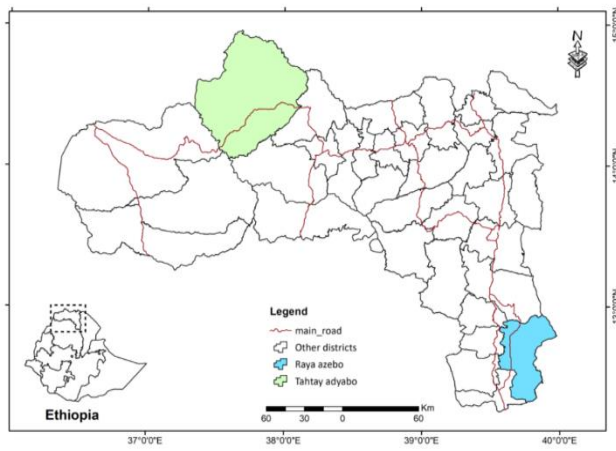 N
Legend
main_road
Other districts
Raya azebo
Tahtay adyabo
Ethiopia
60 30 0 60 Km
37°0'0"E 38°0'0"E 39°0'0"E 40°0'0"E